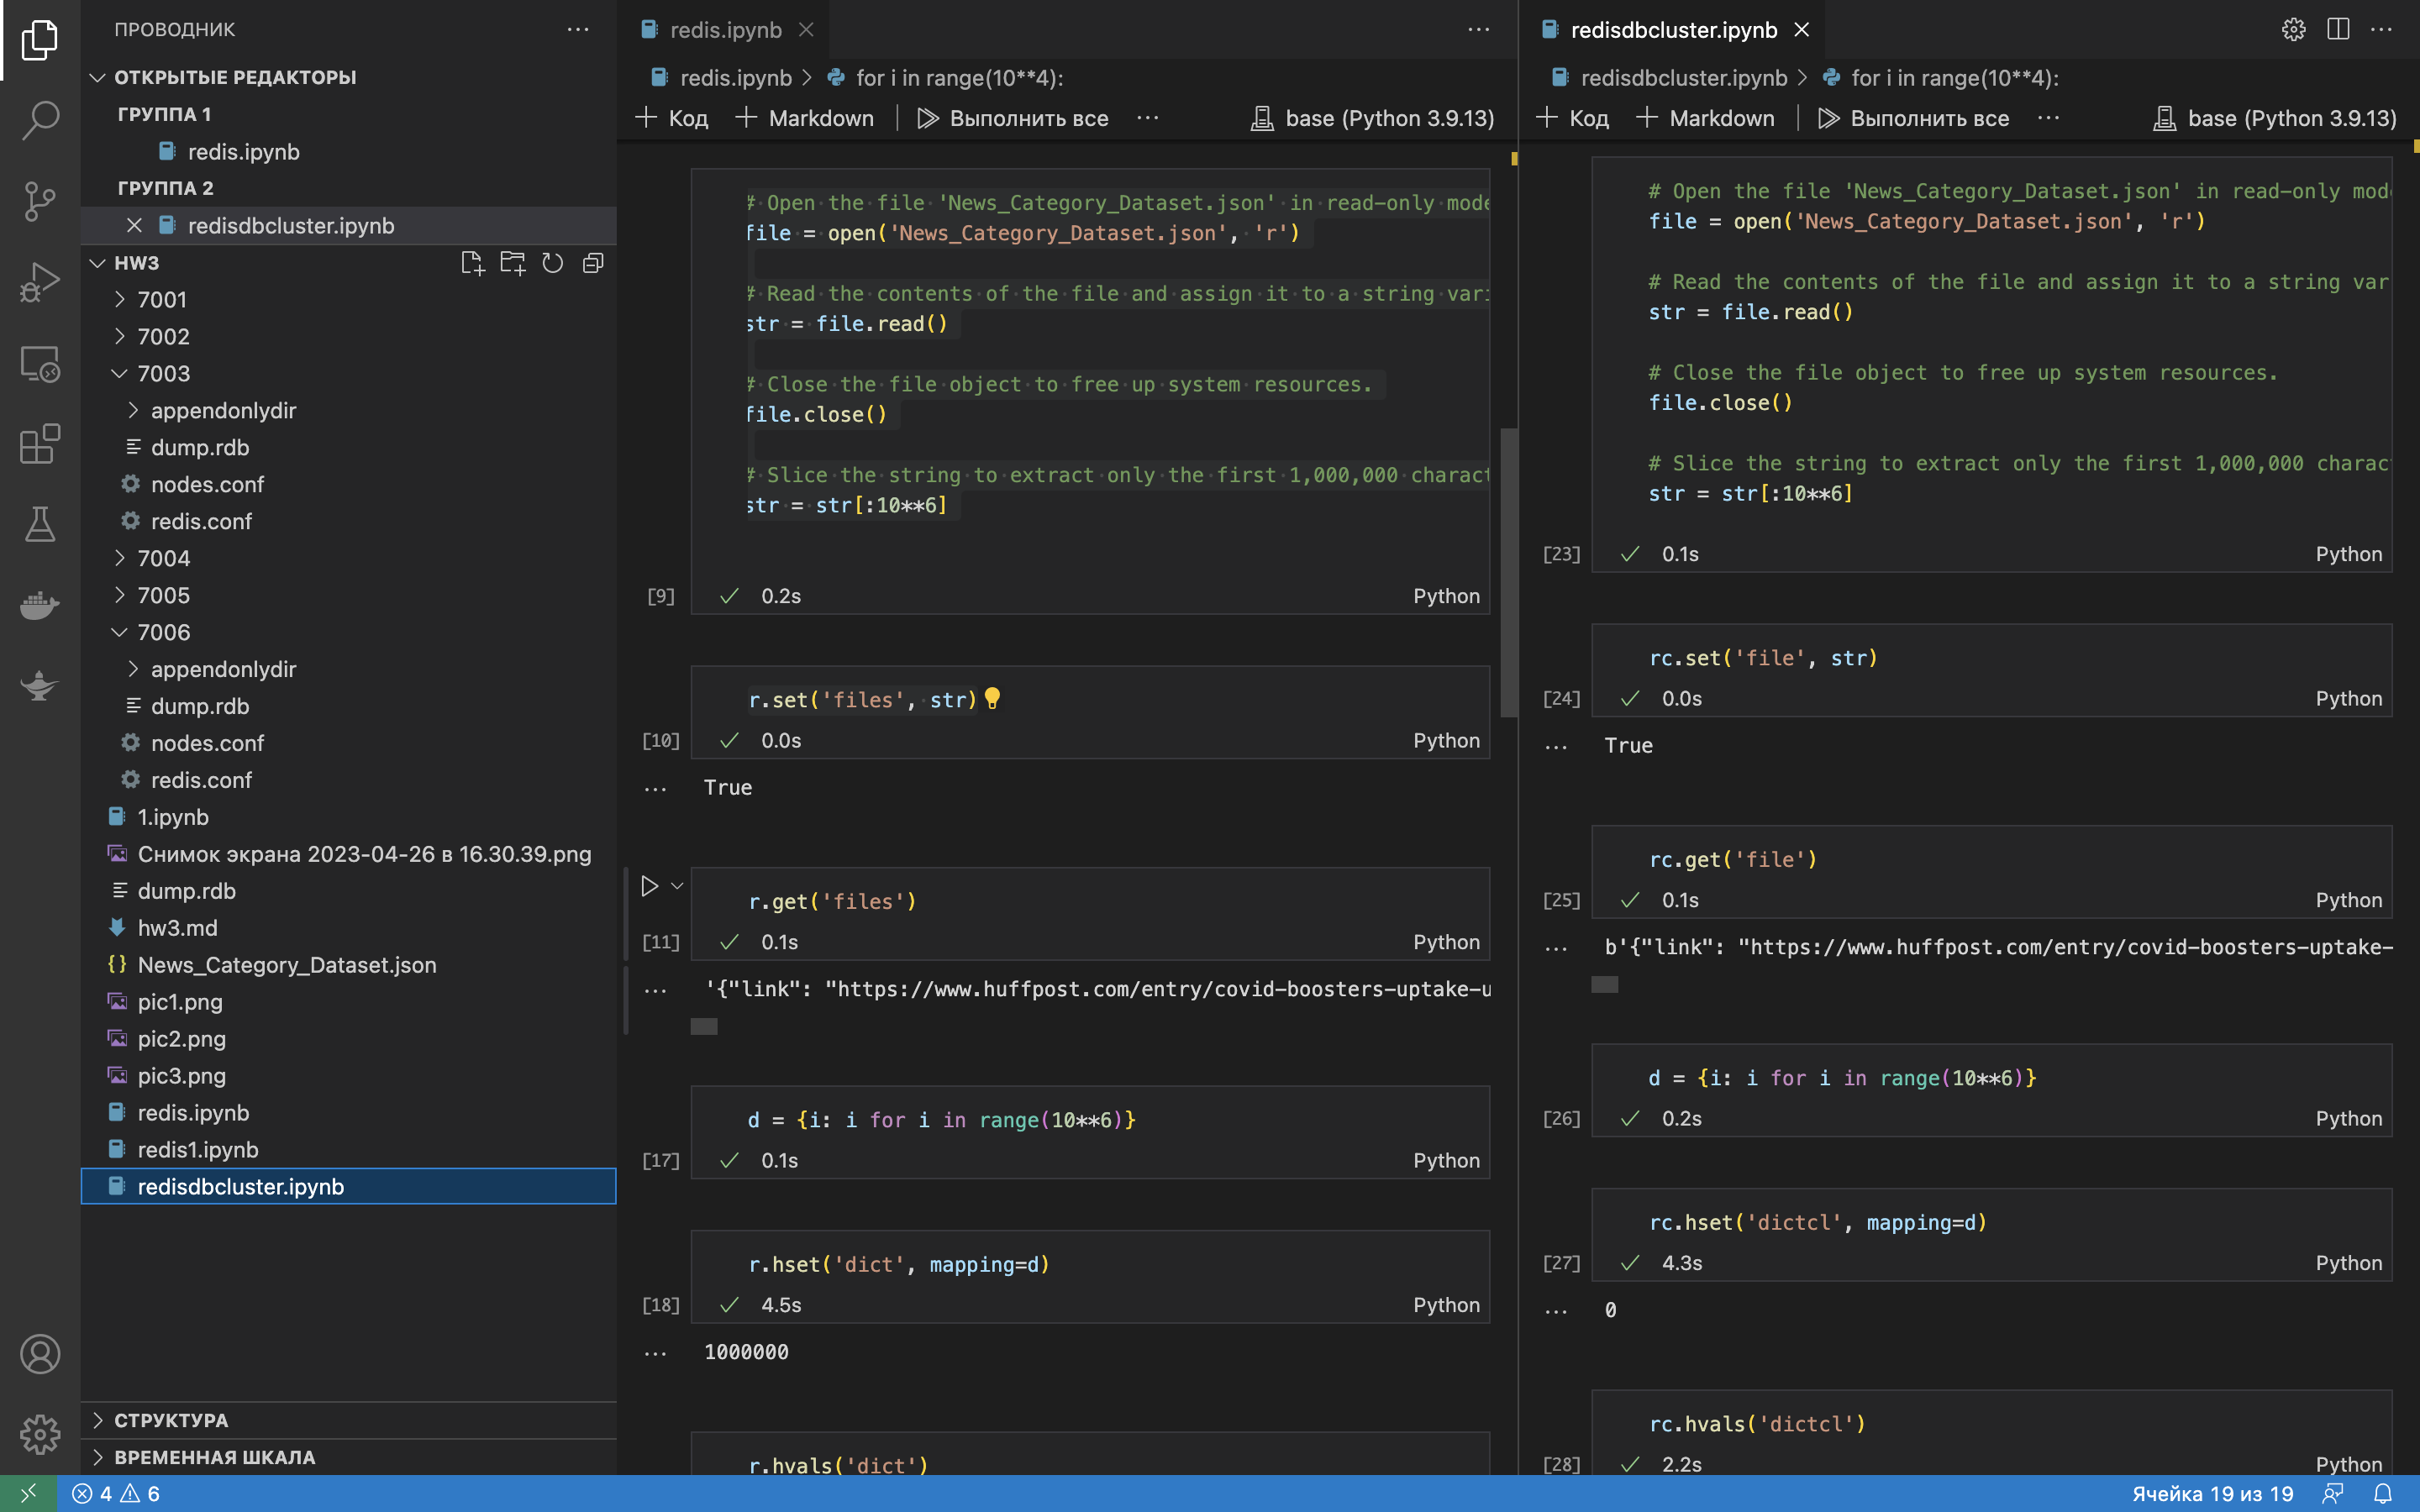 ПРОВОДНИК
ОТКРЫТЫЕ РЕДАКТОРЫ
ГРУППА 1
redis.ipynb
ГРУППА 2
redisdbcluster.ipynb
HW3
7001
7002
7003
appendonlydir
dump.rdb
nodes.conf
redis.conf
7004
7005
7006
appendonlydir
dump.rdb
nodes.conf
redis.conf
1.ipynb
Снимок экрана 2023-04-26 в 16.30.39.png
dump.rdb
hw3.md
News_Category_Dataset.json
pic1.png
pic2.png
pic3.png
redis.ipynb
redis1.ipynb
redisdbcluster.ipynb
СТРУКТУРА
ВРЕМЕННАЯ ШКАЛА
redis.ipynb
redis.ipynb > for i in range(10**4):
+ Код + Markdown Выполнить все ... base (Python 3.9.13)
# Open the file 'News_Category_Dataset.json' in read-only mode
file = open('News_Category_Dataset.json', 'r')
# Read the contents of the file and assign it to a string vari
str = file.read()
# Close the file object to free up system resources.
file.close()
# Slice the string to extract only the first 1,000,000 charact
str = str[:10**6]
[9] 0.2s Python
r.set('files', str)
[10] 0.0s Python
... True
r.get('files')
[11] 0.1s Python
... '{"link": "https://www.huffpost.com/entry/covid-boosters-uptake-u
d = {i: i for i in range(10**6)}
[17] 0.1s Python
r.hset('dict', mapping=d)
[18] 4.5s Python
... 1000000
r.hvals('dict')
redisdbcluster.ipynb
redisdbcluster.ipynb > for i in range(10**4):
+ Код + Markdown Выполнить все ... base (Python 3.9.13)
# Open the file 'News_Category_Dataset.json' in read-only mod
file = open('News_Category_Dataset.json', 'r')
# Read the contents of the file and assign it to a string var
str = file.read()
# Close the file object to free up system resources.
file.close()
# Slice the string to extract only the first 1,000,000 charac
str = str[:10**6]
[23] 0.1s Python
rc.set('file', str)
[24] 0.0s Python
... True
rc.get('file')
[25] 0.1s Python
... b'{"link": "https://www.huffpost.com/entry/covid-boosters-uptake-
d = {i: i for i in range(10**6)}
[26] 0.2s Python
rc.hset('dictcl', mapping=d)
[27] 4.3s Python
... 0
rc.hvals('dictcl')
[28] 2.2s Python
4 6
Ячейка 19 из 19